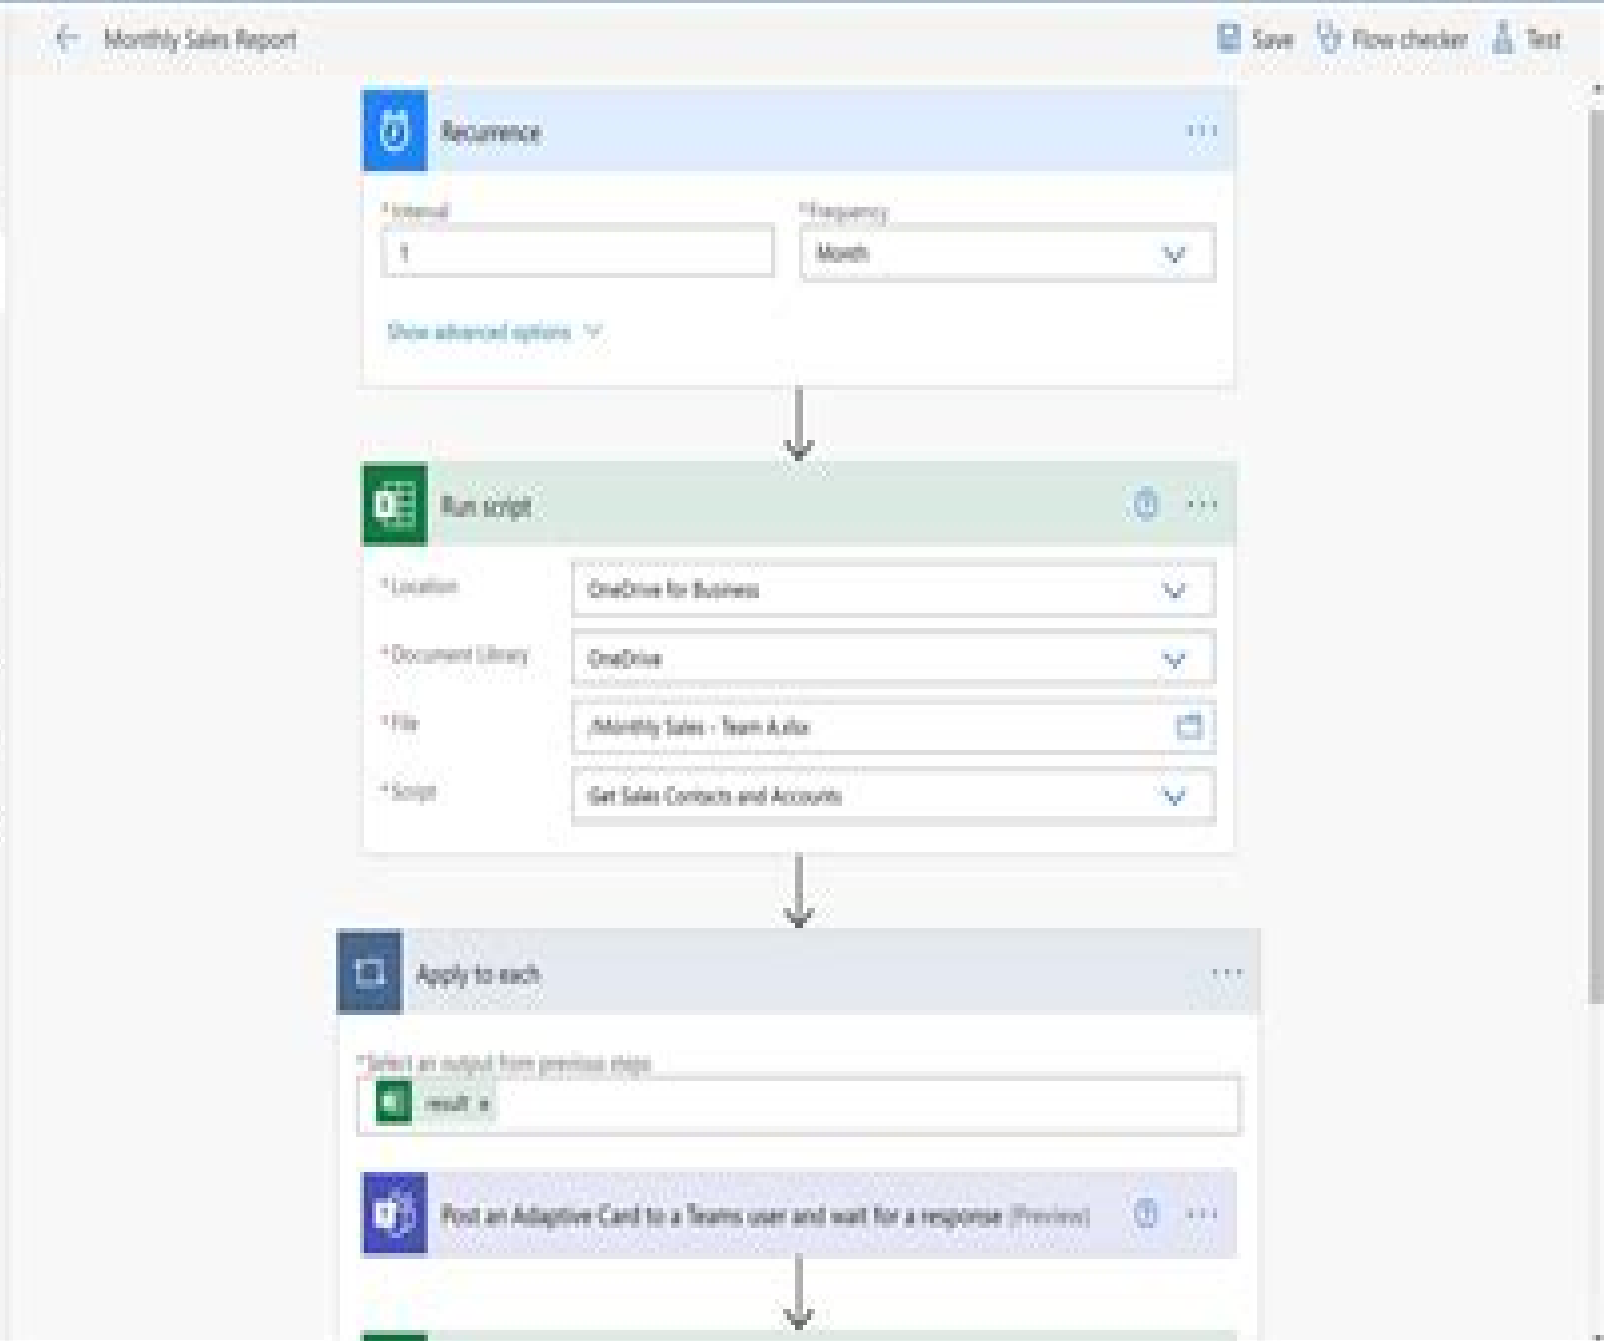 Monthly Sales Report
Save Flow checker Test
Recurrence
* Interval
* Frequency
1
Month
Show advanced options
Run script
* Location
OneDrive for Business
* Document Library
OneDrive
* File
/Monthly Sales - Team A.xlsx
* Script
Get Sales Contacts and Accounts
Apply to each
* Select an output from previous steps
result x
Post an Adaptive Card to a Teams user and wait for a response (Preview)